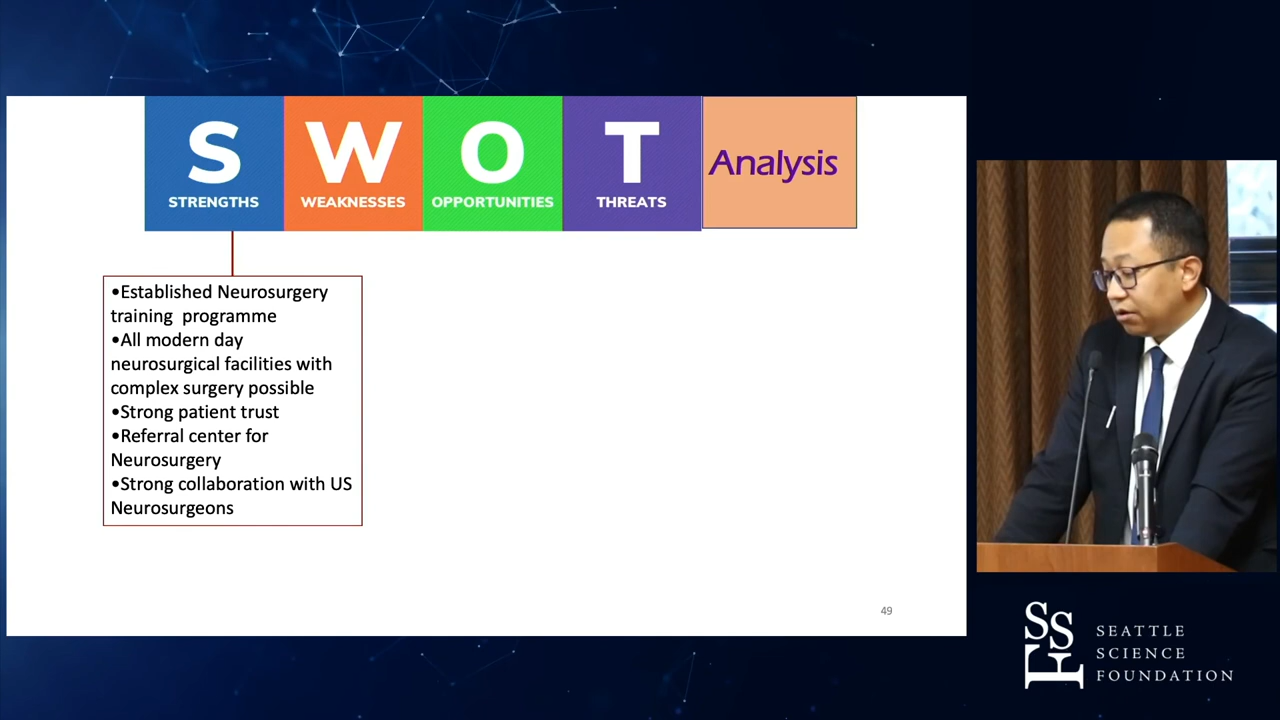 S
W
O
T
STRENGTHS
WEAKNESSES
OPPORTUNITIES
THREATS
Analysis
•Established Neurosurgery
training programme
•All modern day
neurosurgical facilities with
complex surgery possible
•Strong patient trust
•Referral center for
Neurosurgery
•Strong collaboration with US
Neurosurgeons
49
SSF
SEATTLE
SCIENCE
FOUNDATION